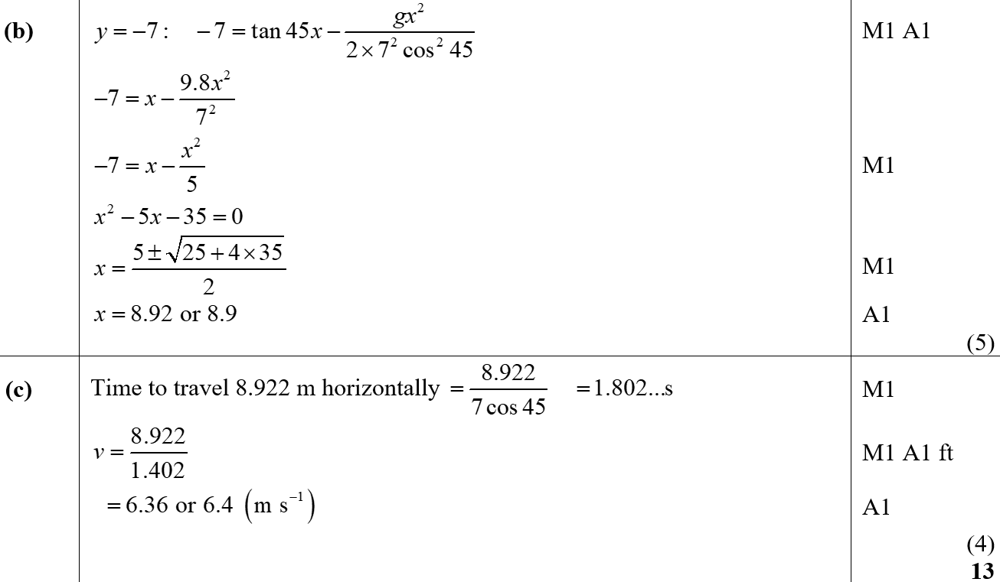 (b) y = −7 : −7 = tan 45x − gx² / (2 × 7² cos² 45) M1 A1
−7 = x − 9.8x² / 7²
−7 = x − x² / 5 M1
x² − 5x − 35 = 0
x = (5 ± √(25 + 4 × 35)) / 2 M1
x = 8.92 or 8.9 A1
(5)
(c) Time to travel 8.922 m horizontally = 8.922 / (7 cos 45) = 1.802...s M1
v = 8.922 / 1.402 M1 A1 ft
= 6.36 or 6.4 (m s⁻¹) A1
(4)
13